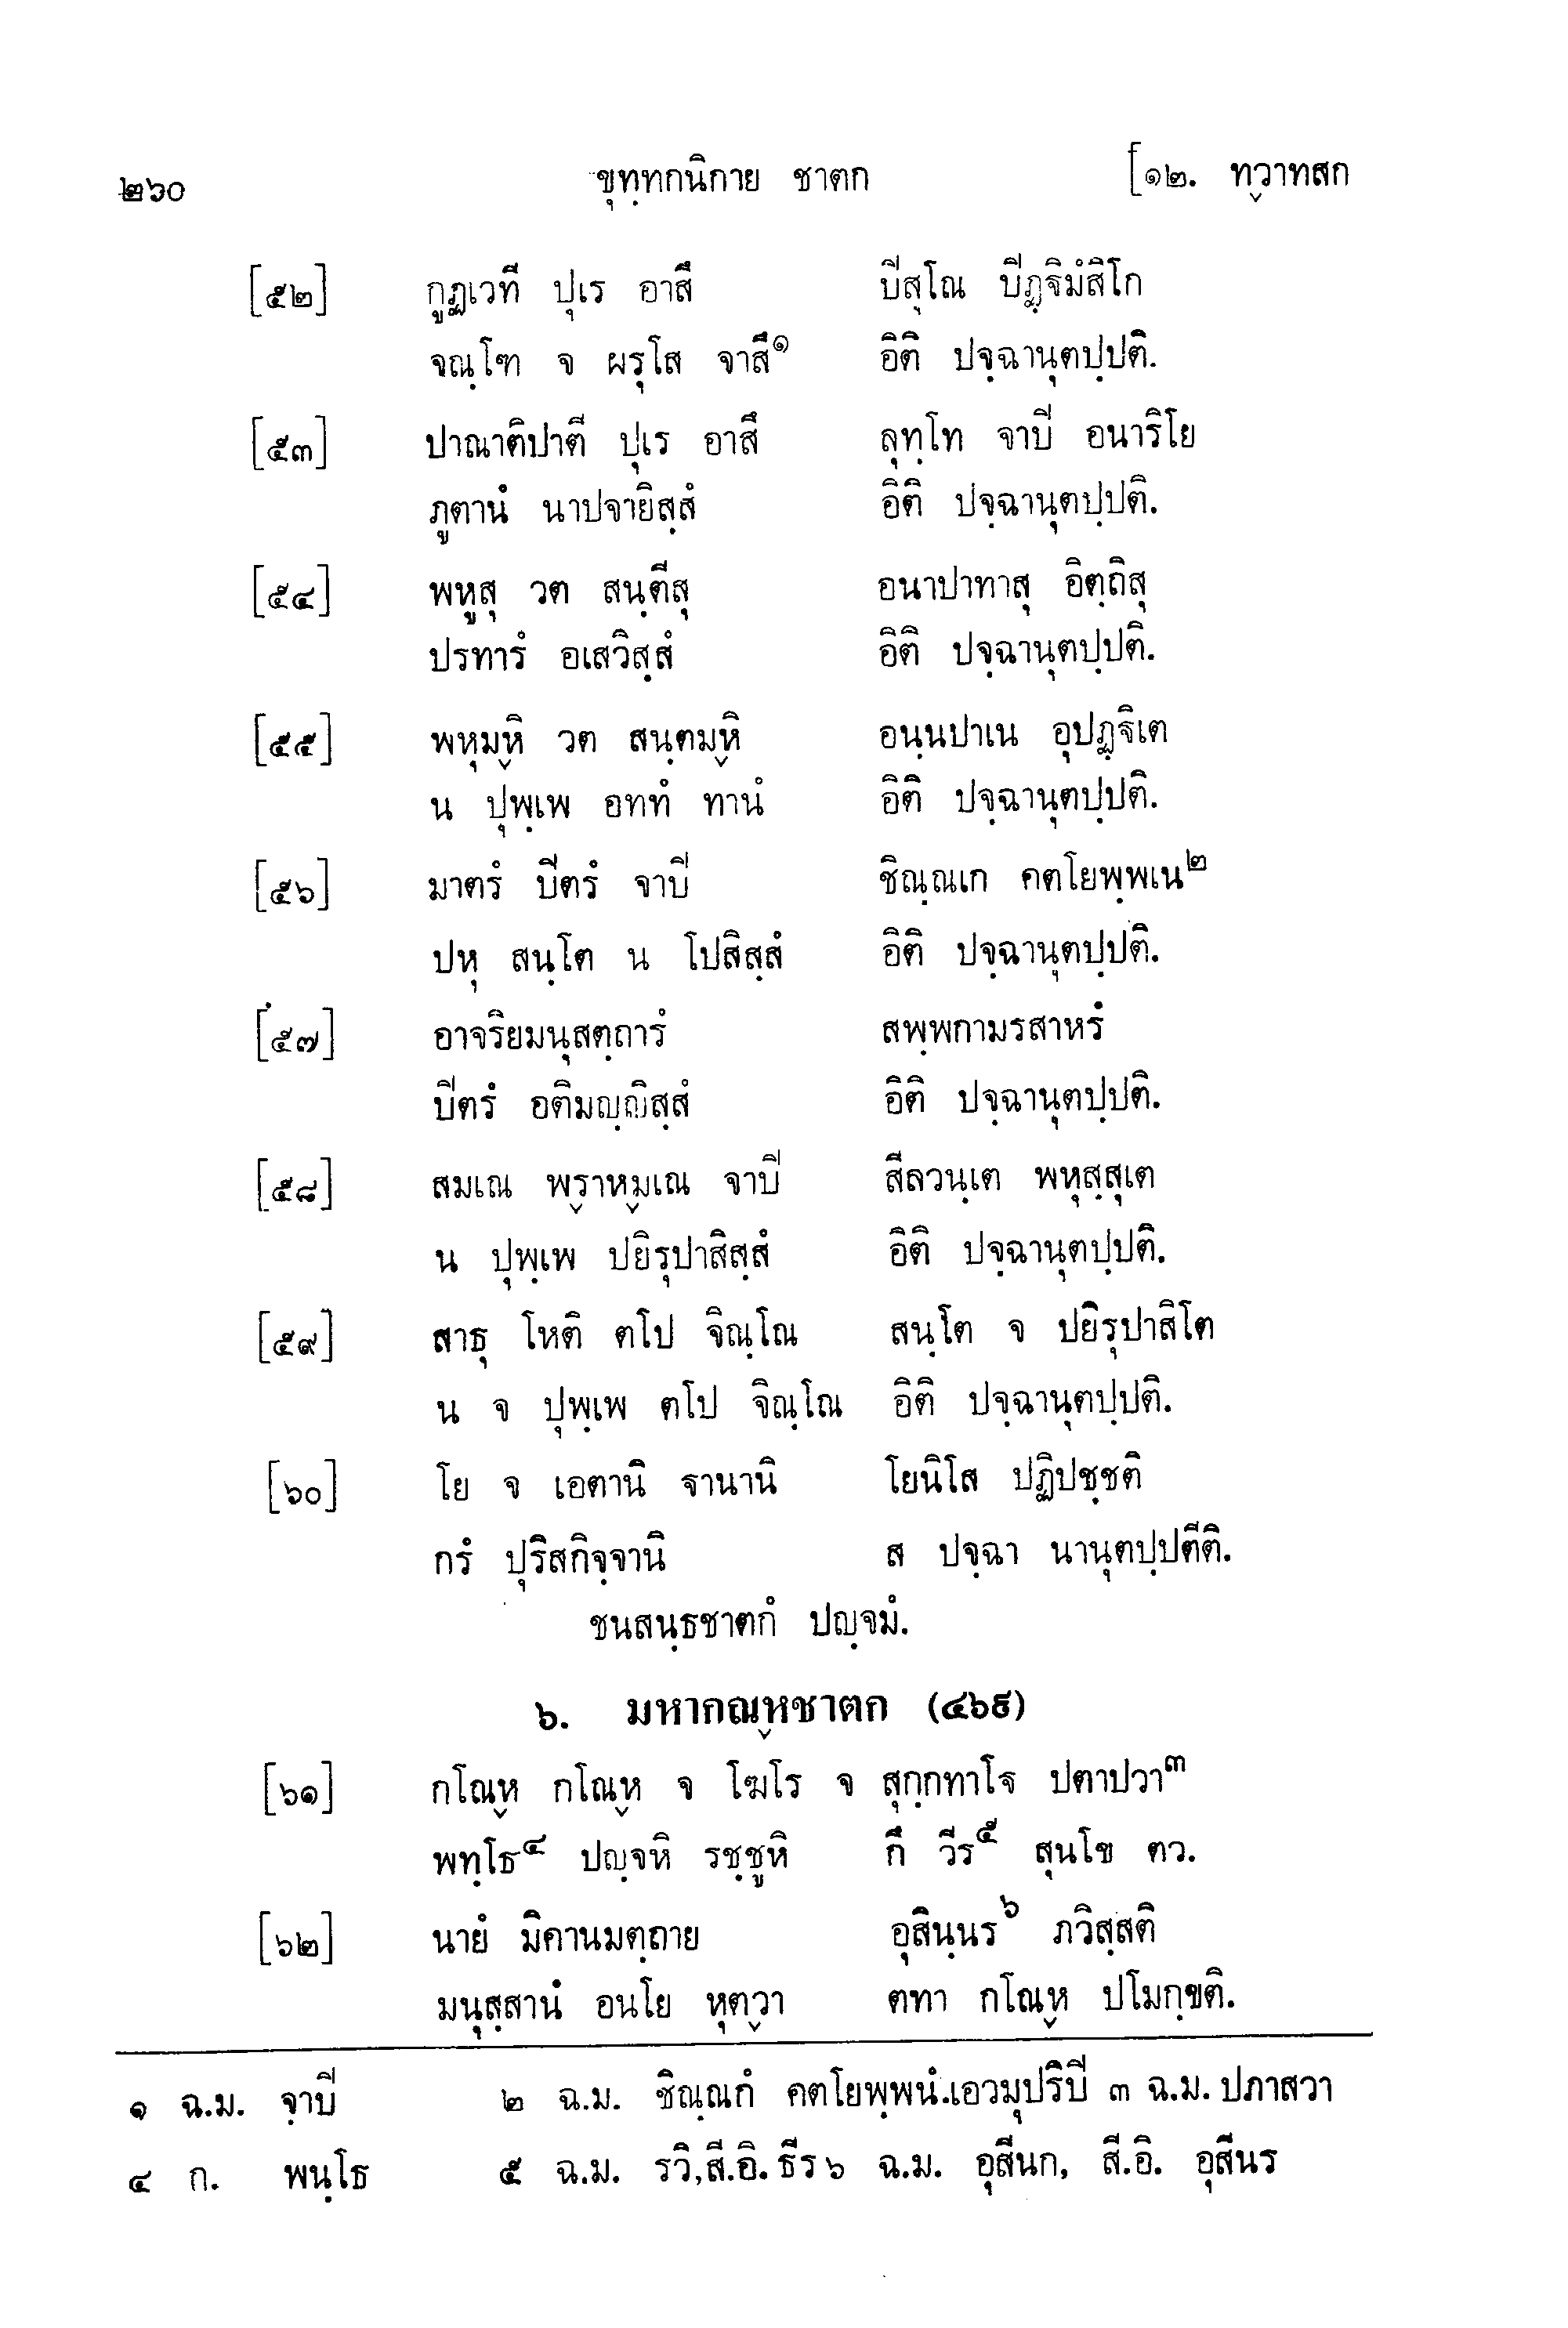 ๒๖๐ ขุทฺทกนิกาย ชาตก [๑๒. ทฺวาทสก
[๕๒] กูฏเวที ปุเร อาสึ ปิสุโณ ปิฏฺฐิมํสิโก
จณฺโฑ จ ผรุโส จาสึ๑ อิติ ปจฺฉานุตปฺปติ.
[๕๓] ปาณาติปาตี ปุเร อาสึ ลุทฺโท จาปิ อนาริโย
ภูตานํ นาปจายิสฺสํ อิติ ปจฺฉานุตปฺปติ.
[๕๔] พหูสุ วต สนฺตีสุ อนาปาทาสุ อิตฺถิสุ
ปรทารํ อเสวิสฺสํ อิติ ปจฺฉานุตปฺปติ.
[๕๕] พหุมฺหิ วต สนฺตมฺหิ อนฺนปาเน อุปฏฺฐิเต
น ปุพฺเพ อททํ ทานํ อิติ ปจฺฉานุตปฺปติ.
[๕๖] มาตรํ ปิตรํ จาปิ ชิณฺณเก คตโยพฺพเน๒
ปหุ สนฺโต น โปสิสฺสํ อิติ ปจฺฉานุตปฺปติ.
[๕๗] อาจริยมนุสตฺถารํ สพฺพกามรสาหรํ
ปิตรํ อติมญฺญิสฺสํ อิติ ปจฺฉานุตปฺปติ.
[๕๘] สมเณ พฺราหฺมเณ จาปิ สีลวนฺเต พหุสฺสุเต
น ปุพฺเพ ปยิรุปาสิสฺสํ อิติ ปจฺฉานุตปฺปติ.
[๕๙] สาธุ โหติ ตโป จิณฺโณ สนฺโต จ ปยิรุปาสิโต
น จ ปุพฺเพ ตโป จิณฺโณ อิติ ปจฺฉานุตปฺปติ.
[๖๐] โย จ เอตานิ ฐานานิ โยนิโส ปฏิปชฺชติ
กรํ ปุริสกิจฺจานิ ส ปจฺฉา นานุตปฺปตีติ.
ชนสนฺธชาตกํ ปญฺจมํ.
๖. มหากณฺหชาตก (๔๖๙)
[๖๑] กโณฺห กโณฺห จ โฆโร จ สุกฺกทาโฐ ปตาปวา๓
พทฺโธ๔ ปญฺจหิ รชฺชูหิ กึ วีร๕ สุนโข ตว.
[๖๒] นายํ มิคานมตฺถาย อุสินฺนร๖ ภวิสฺสติ
มนุสฺสานํ อนโย หุตฺวา ตทา กโณฺห ปโมกฺขติ.
๑ ฉ.ม. จฺาปิ ๒ ฉ.ม. ชิณฺณกํ คตโยพฺพนํ.เอวมุปริปิ ๓ ฉ.ม. ปภาสวา
๔ ก. พนฺโธ ๕ ฉ.ม. รวิ,สี.อิ. ธีร ๖ ฉ.ม. อุสีนก, สี.อิ. อุสีนร